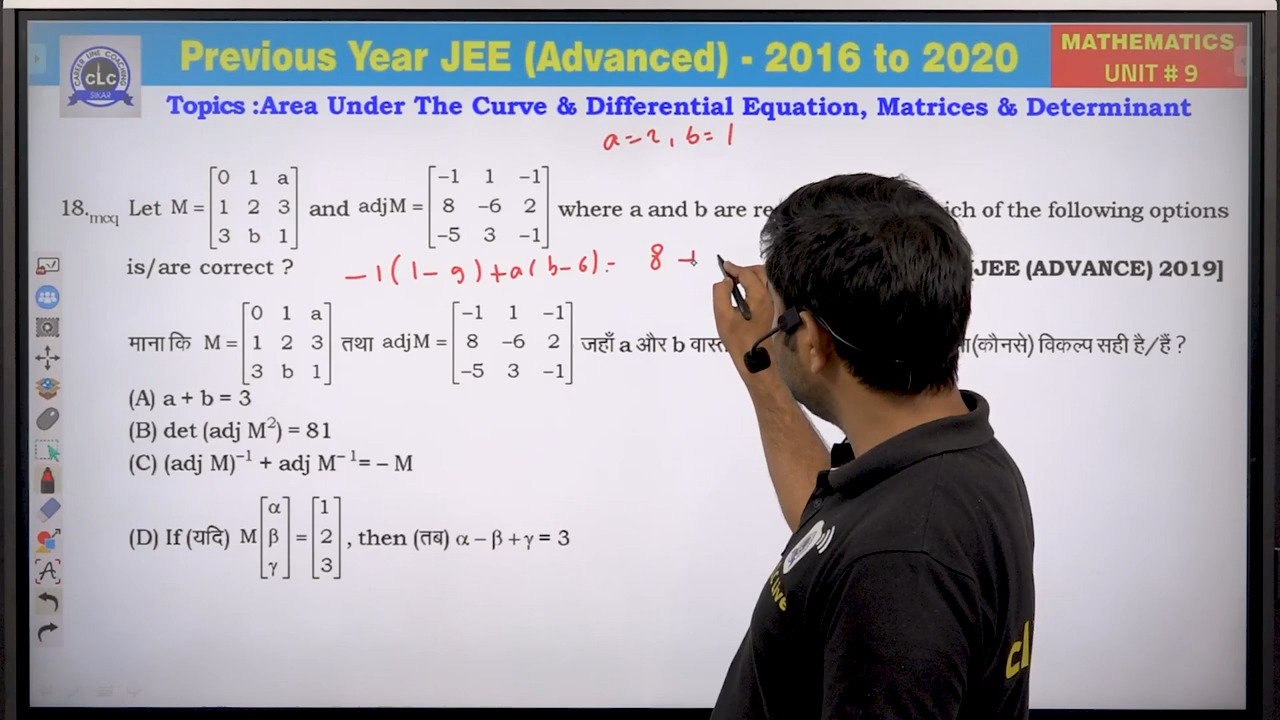 Previous Year JEE (Advanced) - 2016 to 2020
MATHEMATICS
UNIT # 9
CAREER LINE COACHING
CLC
SIKAR
Topics :Area Under The Curve & Differential Equation, Matrices & Determinant
a=2, b=1
18.mcq Let M = [0 1 a; 1 2 3; 3 b 1] and adjM = [-1 1 -1; 8 -6 2; -5 3 -1] where a and b are re ich of the following options
is/are correct ? [JEE (ADVANCE) 2019]
-1(1-9)+a(b-6)= 8 +
माना कि M = [0 1 a; 1 2 3; 3 b 1] तथा adjM = [-1 1 -1; 8 -6 2; -5 3 -1] जहाँ a और b वास्त (कौनसे) विकल्प सही है/हैं ?
(A) a + b = 3
(B) det (adj M²) = 81
(C) (adj M)⁻¹ + adj M⁻¹ = – M
(D) If (यदि) M [α; β; γ] = [1; 2; 3], then (तब) α – β + γ = 3